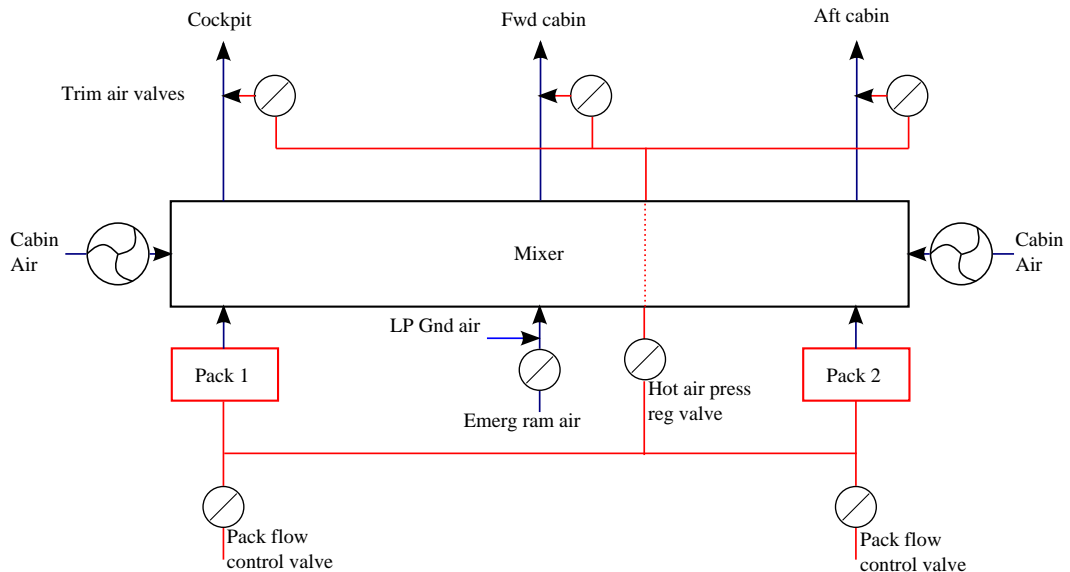 Cockpit
Fwd cabin
Aft cabin
Trim air valves
Cabin
Air
Mixer
Cabin
Air
LP Gnd air
Pack 1
Hot air press
reg valve
Pack 2
Emerg ram air
Pack flow
control valve
Pack flow
control valve